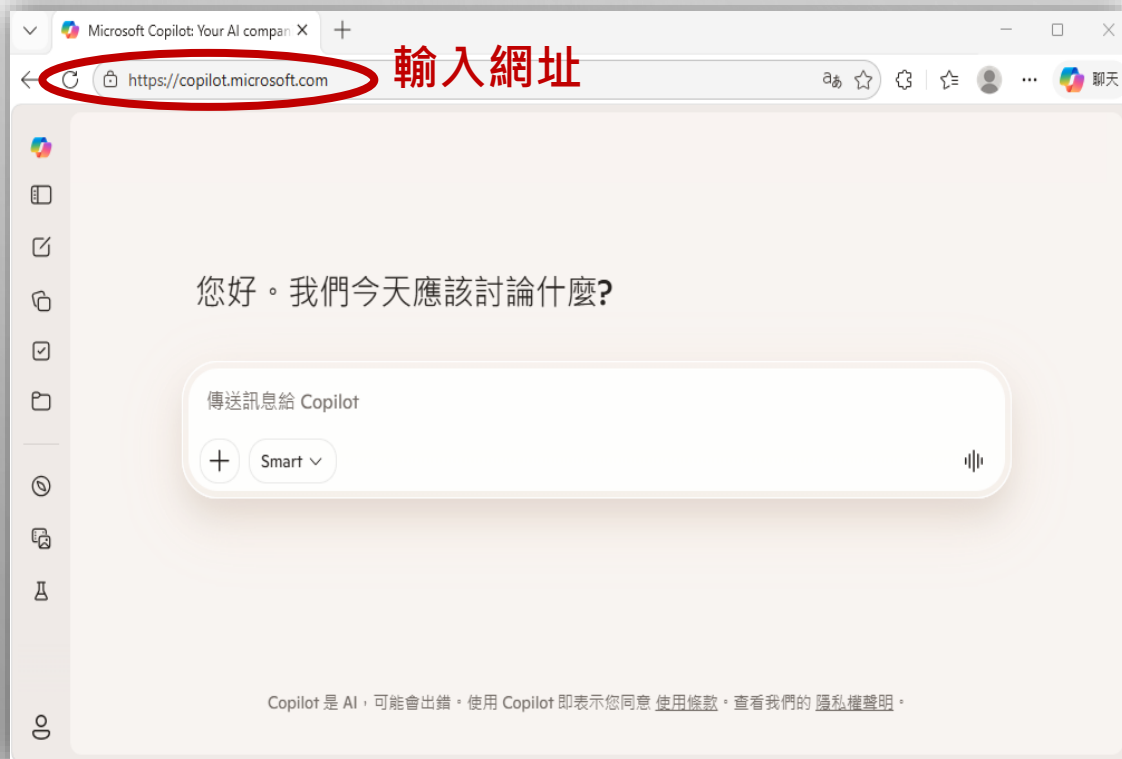 Microsoft Copilot: Your AI compan
https://copilot.microsoft.com
輸入網址
aあ
聊天
您好。我們今天應該討論什麼?
傳送訊息給 Copilot
Smart
Copilot 是 AI，可能會出錯。使用 Copilot 即表示您同意 使用條款。查看我們的 隱私權聲明。